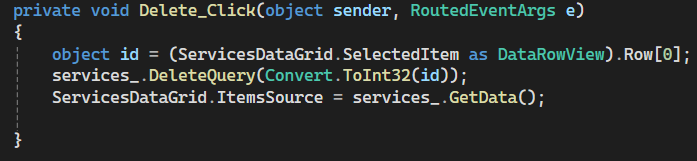 private void Delete_Click(object sender, RoutedEventArgs e)
{
object id = (ServicesDataGrid.SelectedItem as DataRowView).Row[0];
services_.DeleteQuery(Convert.ToInt32(id));
ServicesDataGrid.ItemsSource = services_.GetData();
}